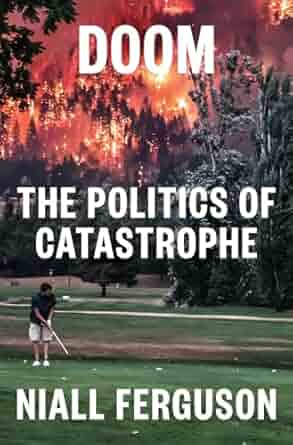 DOOM
THE POLITICS OF
CATASTROPHE
NIALL FERGUSON